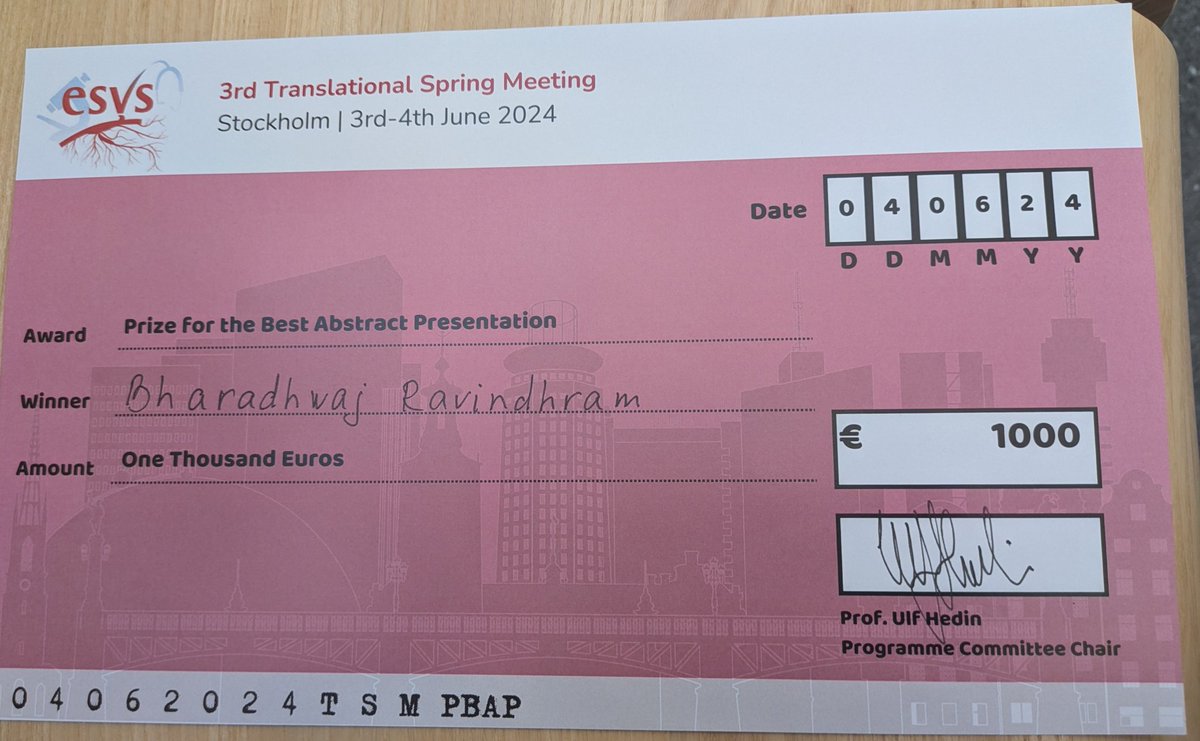 esvs
3rd Translational Spring Meeting
Stockholm | 3rd-4th June 2024
Date 0 4 0 6 2 4
D D M M Y Y
Award Prize for the Best Abstract Presentation
Winner Bharadhwaj Ravindhram
Amount One Thousand Euros
€ 1000
Prof. Ulf Hedin
Programme Committee Chair
0 4 0 6 2 0 2 4 T S M PBAP